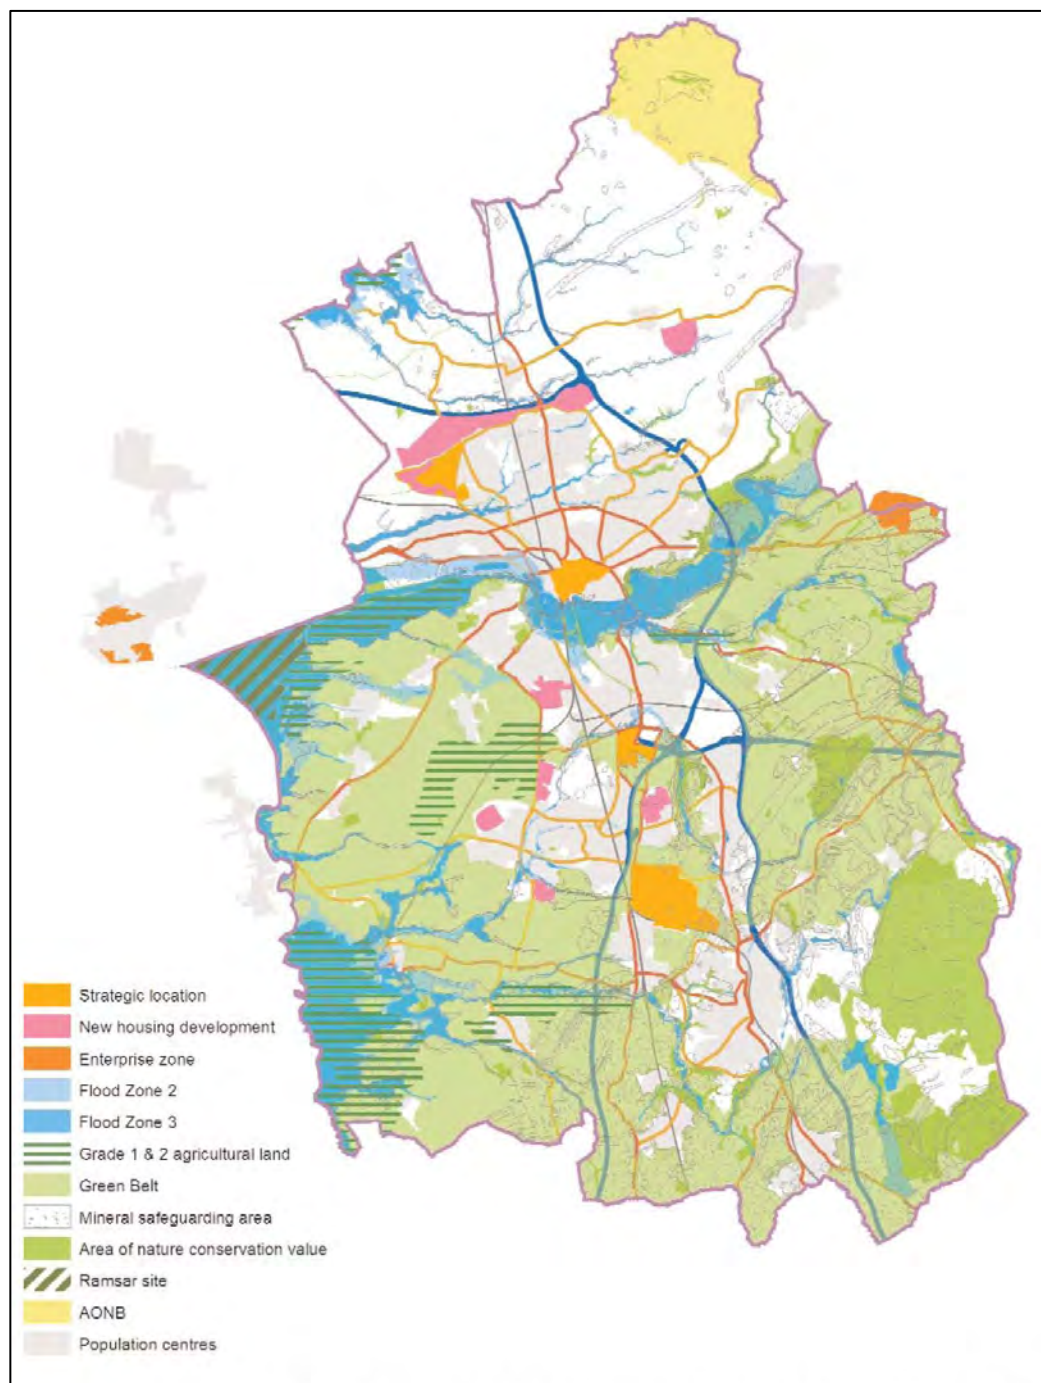 Strategic location
New housing development
Enterprise zone
Flood Zone 2
Flood Zone 3
Grade 1 & 2 agricultural land
Green Belt
Mineral safeguarding area
Area of nature conservation value
Ramsar site
AONB
Population centres